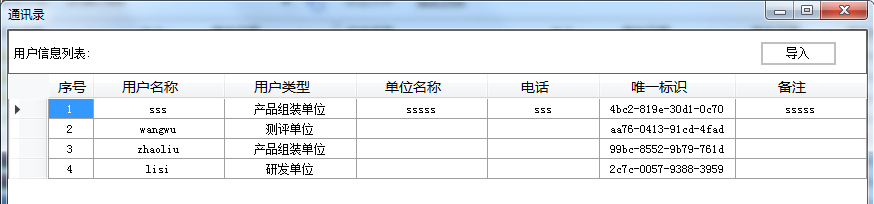 通讯录
用户信息列表: 导入
序号 用户名称 用户类型 单位名称 电话 唯一标识 备注
1 sss 产品组装单位 sssss sss 4bc2-819e-30d1-0c70 sssss
2 wangwu 测评单位 aa76-0413-91cd-4fad
3 zhaoliu 产品组装单位 99bc-8552-9b79-761d
4 lisi 研发单位 2c7c-0057-9388-3959